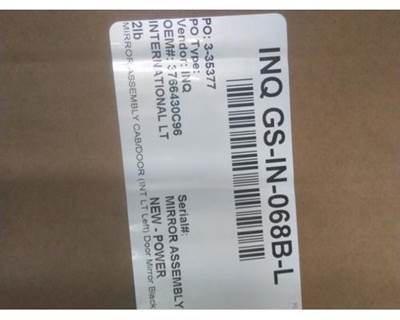 INQ GS-IN-068B-L
PO: 3-35377
PO Type:
Vendor: INQ
OEM#: 3766430C96
INTERNATIONAL LT
Serial#:
MIRROR ASSEMBLY
NEW - POWER
2lb
MIRROR ASSEMBLY CAB/DOOR (INT LT Left) Door Mirror Black